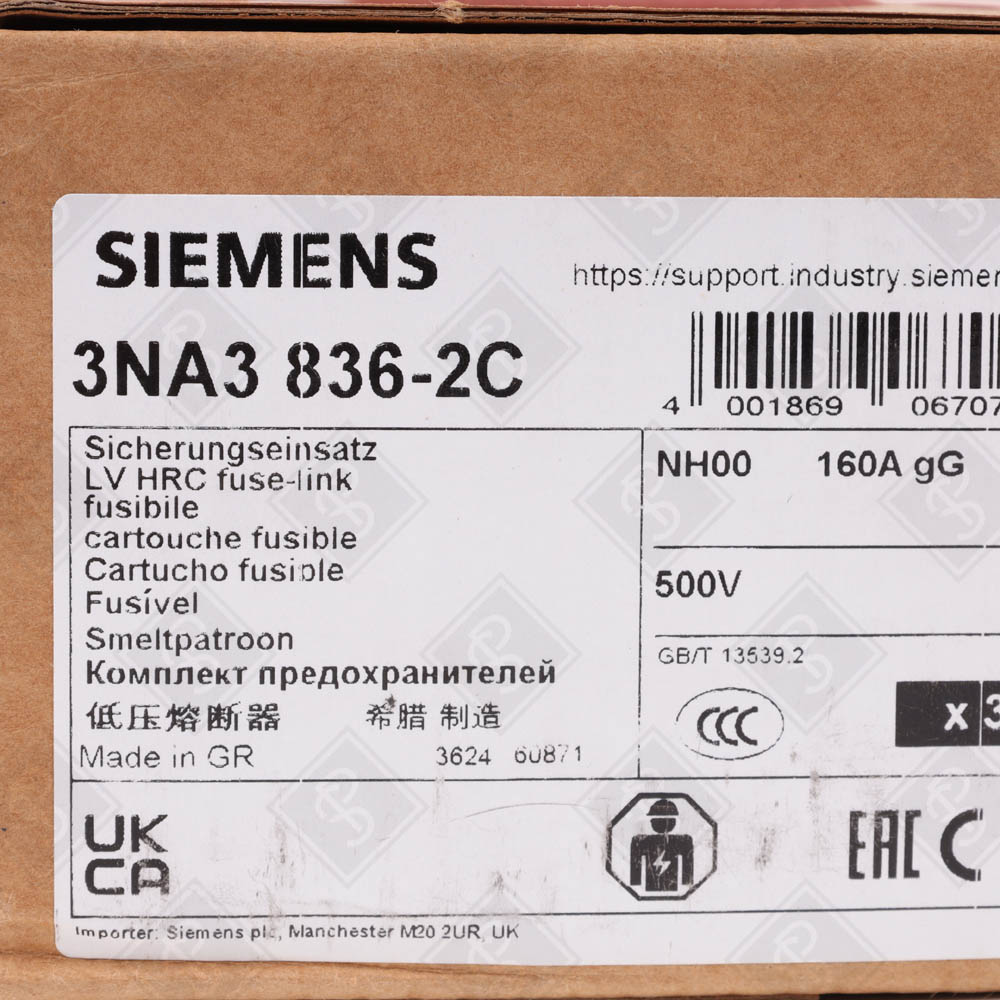 SIEMENS
https://support.industry.siemen
3NA3 836-2C
4 001869 06707
Sicherungseinsatz
LV HRC fuse-link
fusibile
cartouche fusible
Cartucho fusible
Fusível
Smeltpatroon
Комплект предохранителей
低压熔断器 希腊 制造
Made in GR 3624 60871
NH00 160A gG
500V
GB/T 13539.2
CCC
x 3
UK
CA
EAC C
Importer: Siemens plc, Manchester M20 2UR, UK